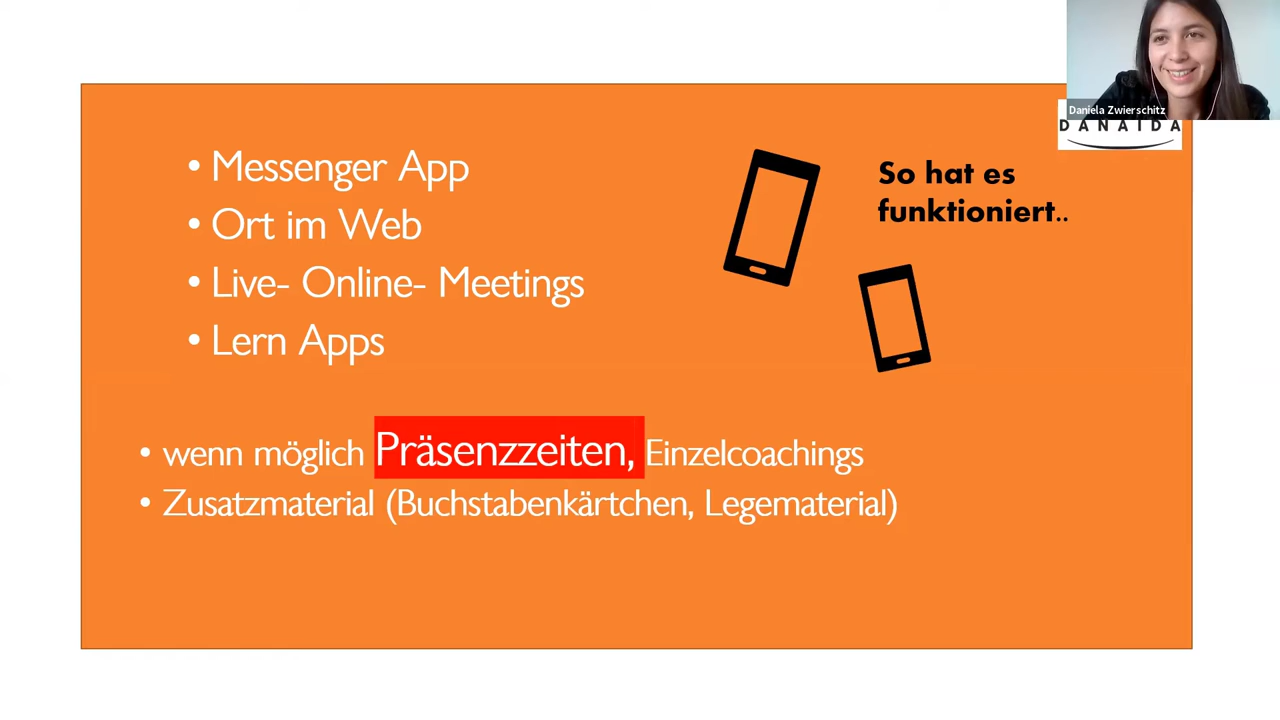 Daniela Zwierschitz
DANAIDA
• Messenger App
• Ort im Web
• Live- Online- Meetings
• Lern Apps
So hat es
funktioniert..
• wenn möglich Präsenzzeiten, Einzelcoachings
• Zusatzmaterial (Buchstabenkärtchen, Legematerial)